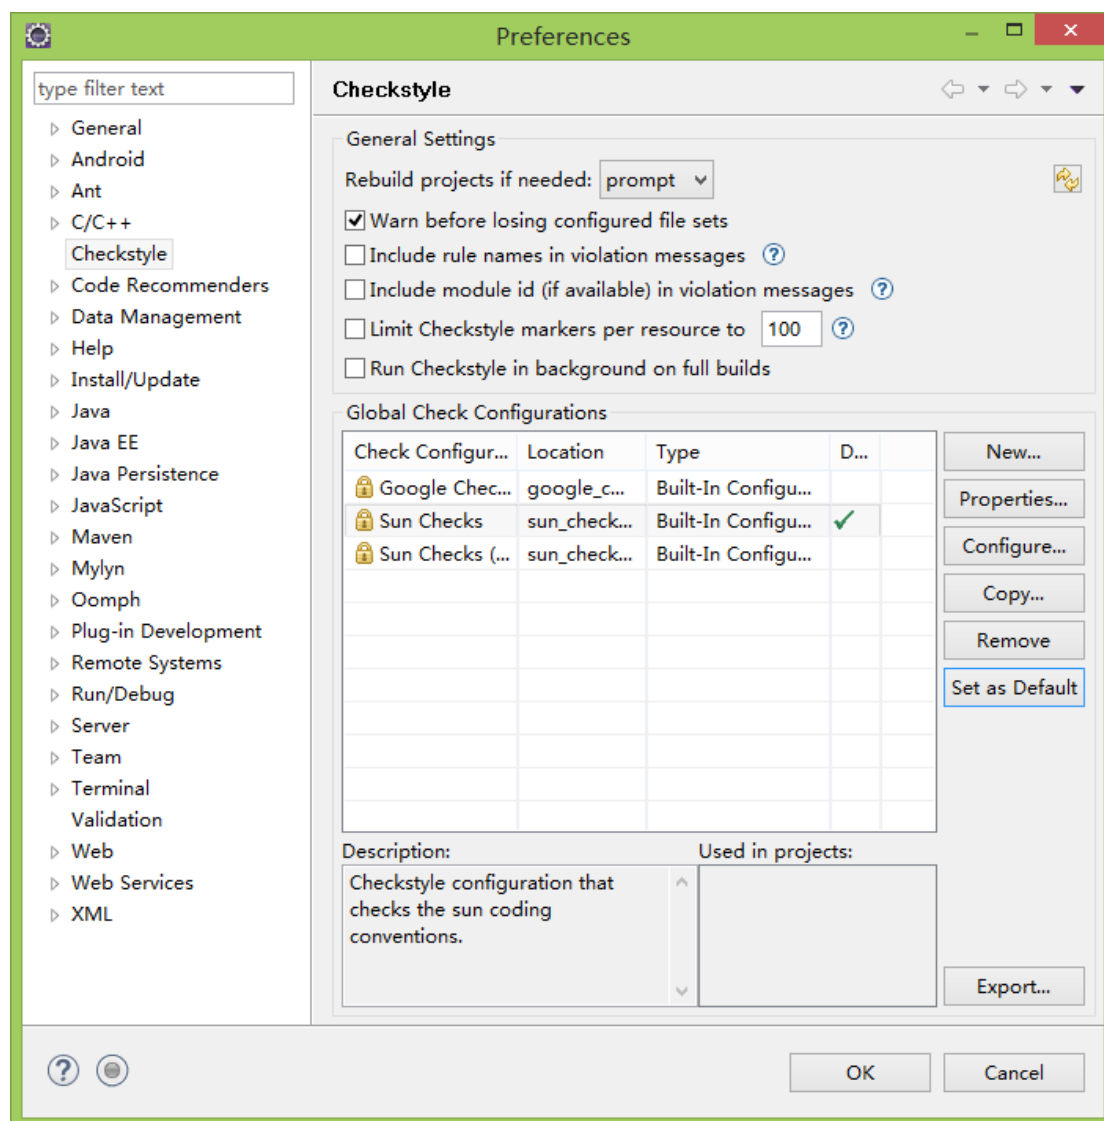 Preferences
type filter text
General
Android
Ant
C/C++
Checkstyle
Code Recommenders
Data Management
Help
Install/Update
Java
Java EE
Java Persistence
JavaScript
Maven
Mylyn
Oomph
Plug-in Development
Remote Systems
Run/Debug
Server
Team
Terminal
Validation
Web
Web Services
XML
Checkstyle
General Settings
Rebuild projects if needed: prompt
Warn before losing configured file sets
Include rule names in violation messages
Include module id (if available) in violation messages
Limit Checkstyle markers per resource to 100
Run Checkstyle in background on full builds
Global Check Configurations
Check Configur... Location Type D...
Google Chec... google_c... Built-In Configu...
Sun Checks sun_check... Built-In Configu...
Sun Checks (... sun_check... Built-In Configu...
New...
Properties...
Configure...
Copy...
Remove
Set as Default
Description: Used in projects:
Checkstyle configuration that
checks the sun coding
conventions.
Export...
OK Cancel